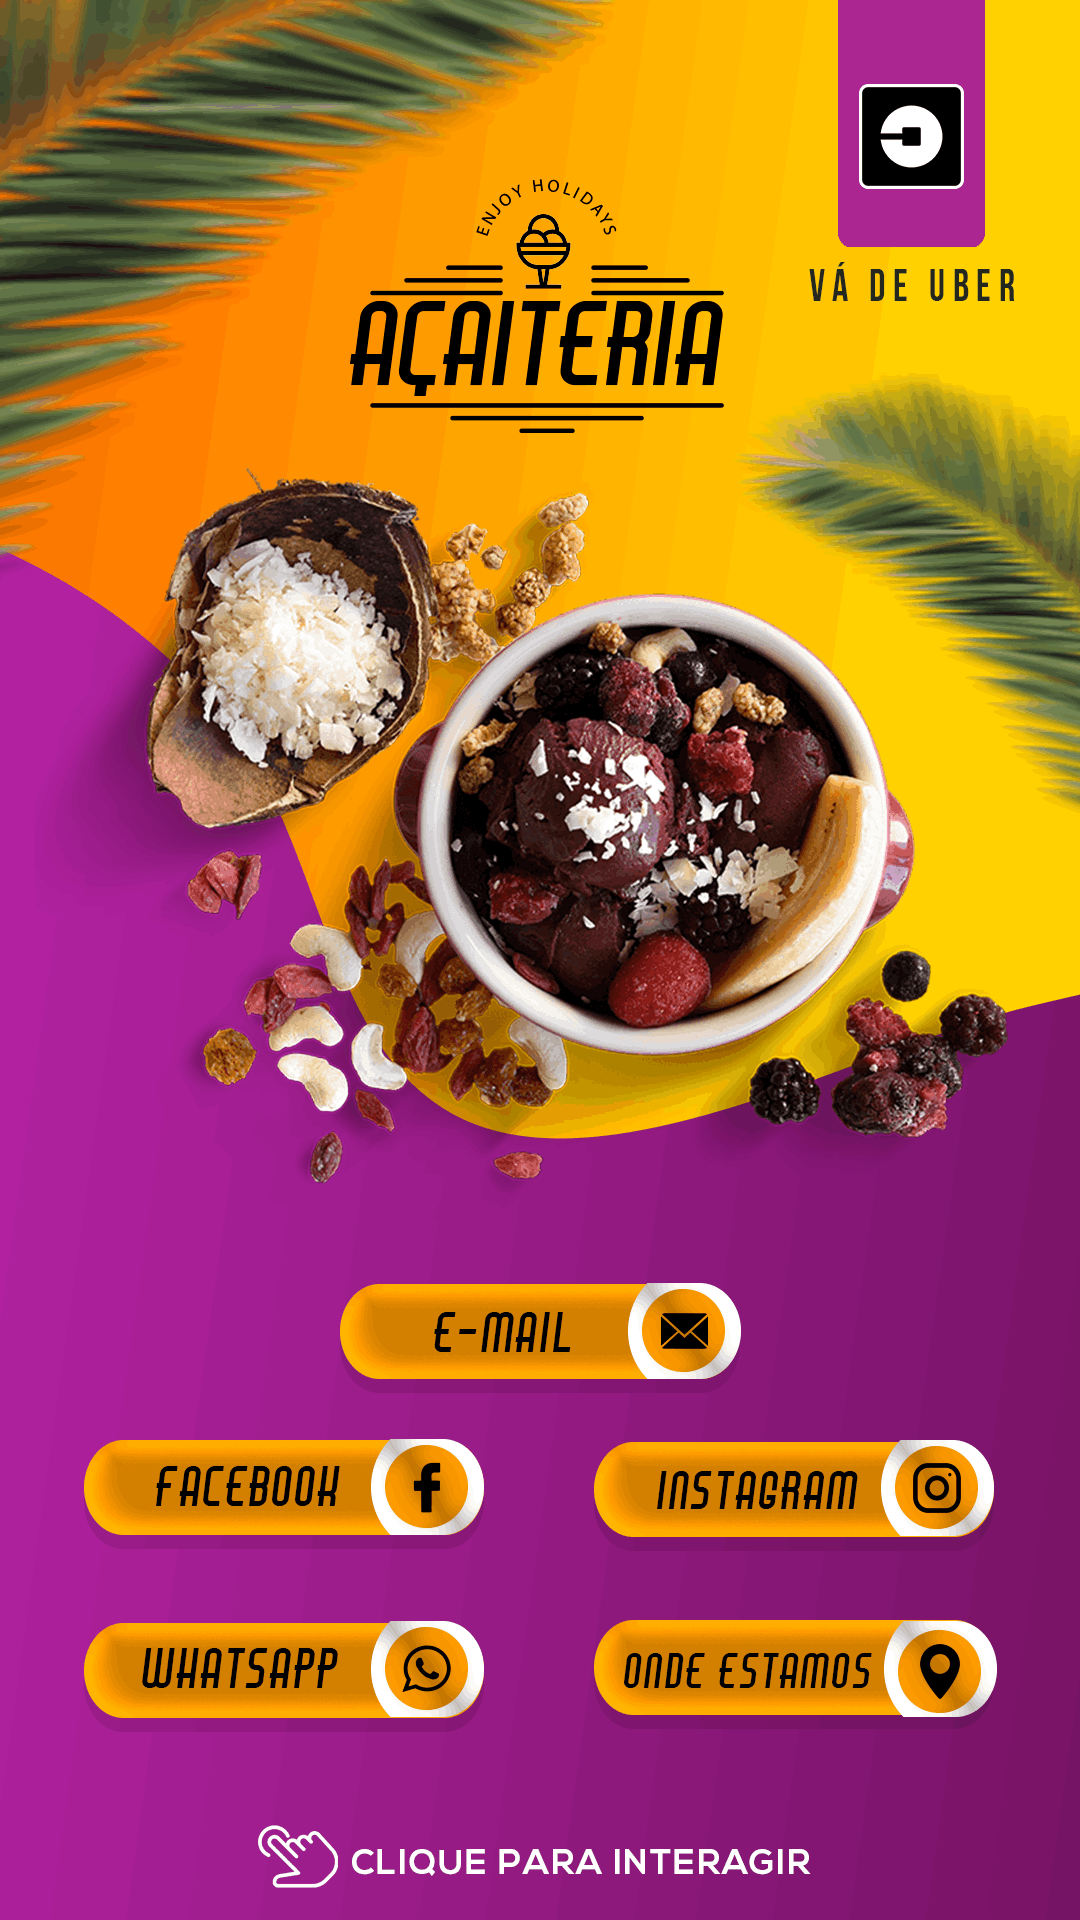 ENJOY HOLIDAYS
AÇAITERIA
VÁ DE UBER
E-MAIL
FACEBOOK
INSTAGRAM
WHATSAPP
ONDE ESTAMOS
CLIQUE PARA INTERAGIR